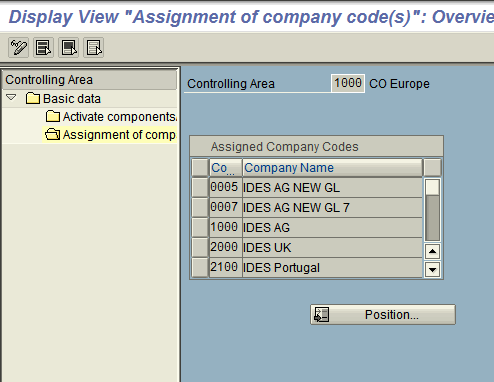 Display View "Assignment of company code(s)": Overvie
Controlling Area
Basic data
Activate components
Assignment of comp
Controlling Area 1000 CO Europe
Assigned Company Codes
Co... Company Name
0005 IDES AG NEW GL
0007 IDES AG NEW GL 7
1000 IDES AG
2000 IDES UK
2100 IDES Portugal
Position...